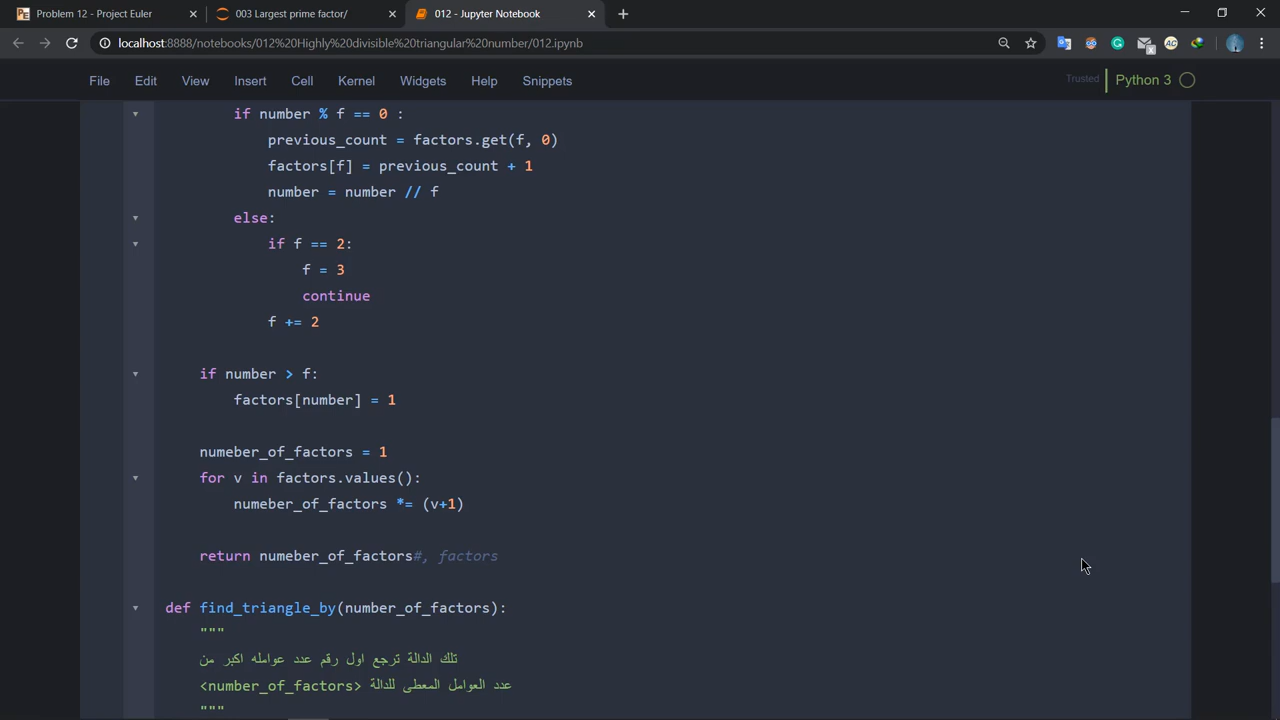 Problem 12 - Project Euler
003 Largest prime factor/
012 - Jupyter Notebook
localhost:8888/notebooks/012%20Highly%20divisible%20triangular%20number/012.ipynb
File Edit View Insert Cell Kernel Widgets Help Snippets Trusted Python 3
if number % f == 0 :
previous_count = factors.get(f, 0)
factors[f] = previous_count + 1
number = number // f
else:
if f == 2:
f = 3
continue
f += 2
if number > f:
factors[number] = 1
numeber_of_factors = 1
for v in factors.values():
numeber_of_factors *= (v+1)
return numeber_of_factors#, factors
def find_triangle_by(number_of_factors):
"""
تلك الدالة ترجع اول رقم عدد عوامله اكبر من
عدد العوامل المعطى للدالة <number_of_factors>
"""